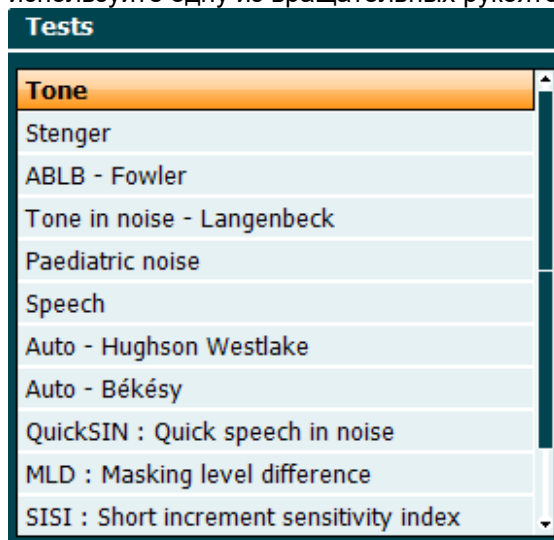 Tests
Tone
Stenger
ABLB - Fowler
Tone in noise - Langenbeck
Paediatric noise
Speech
Auto - Hughson Westlake
Auto - Békésy
QuickSIN : Quick speech in noise
MLD : Masking level difference
SISI : Short increment sensitivity index